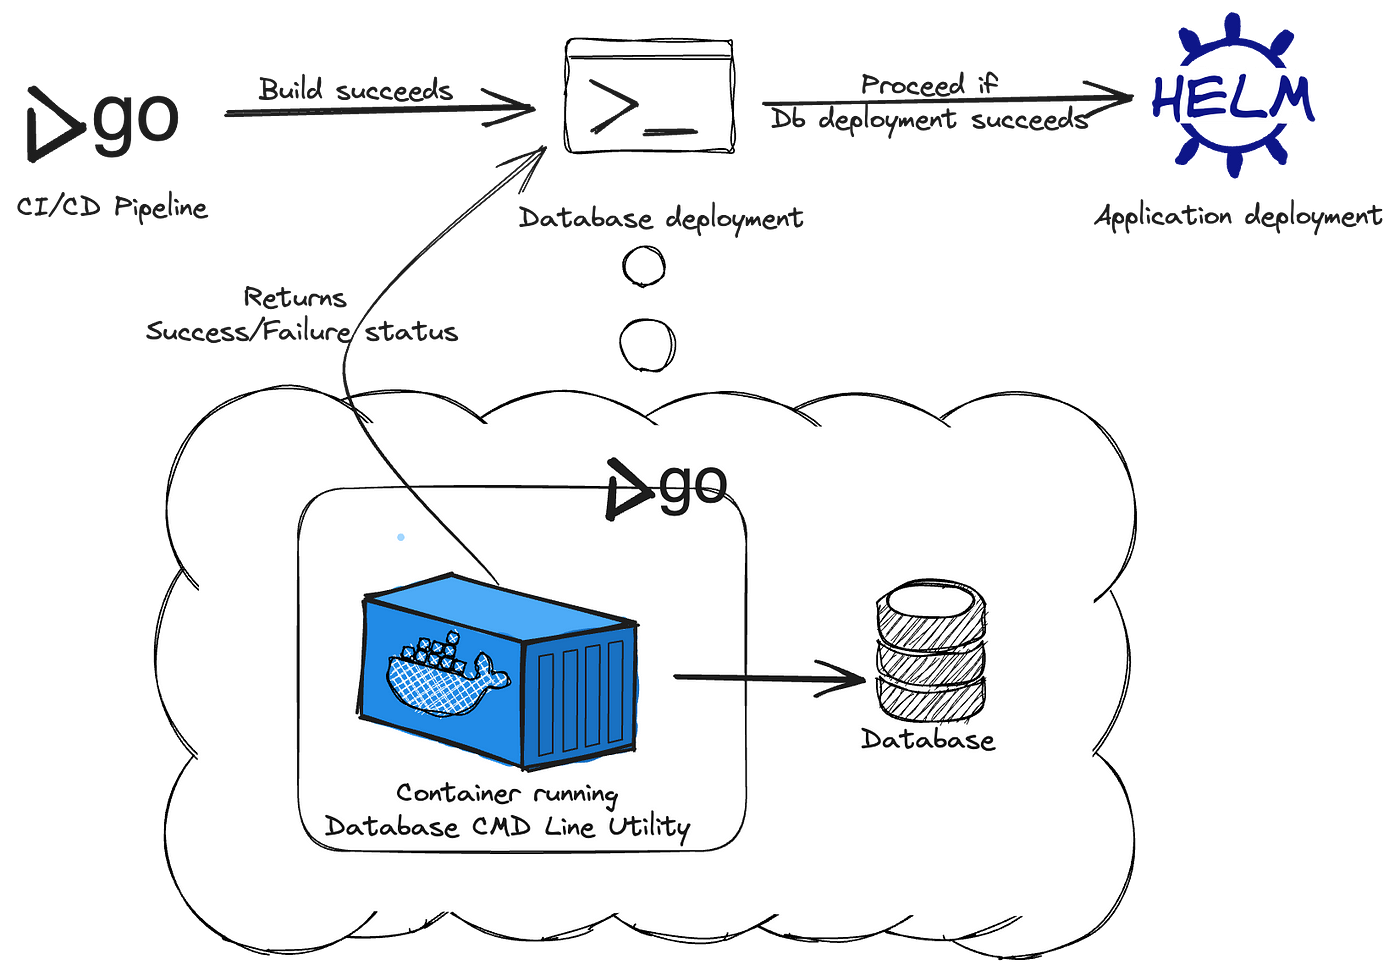 go
Build succeeds
>_
Proceed if
Db deployment succeeds
HELM
CI/CD Pipeline
Database deployment
Application deployment
Returns
Success/Failure status
go
Database
Container running
Database CMD Line Utility